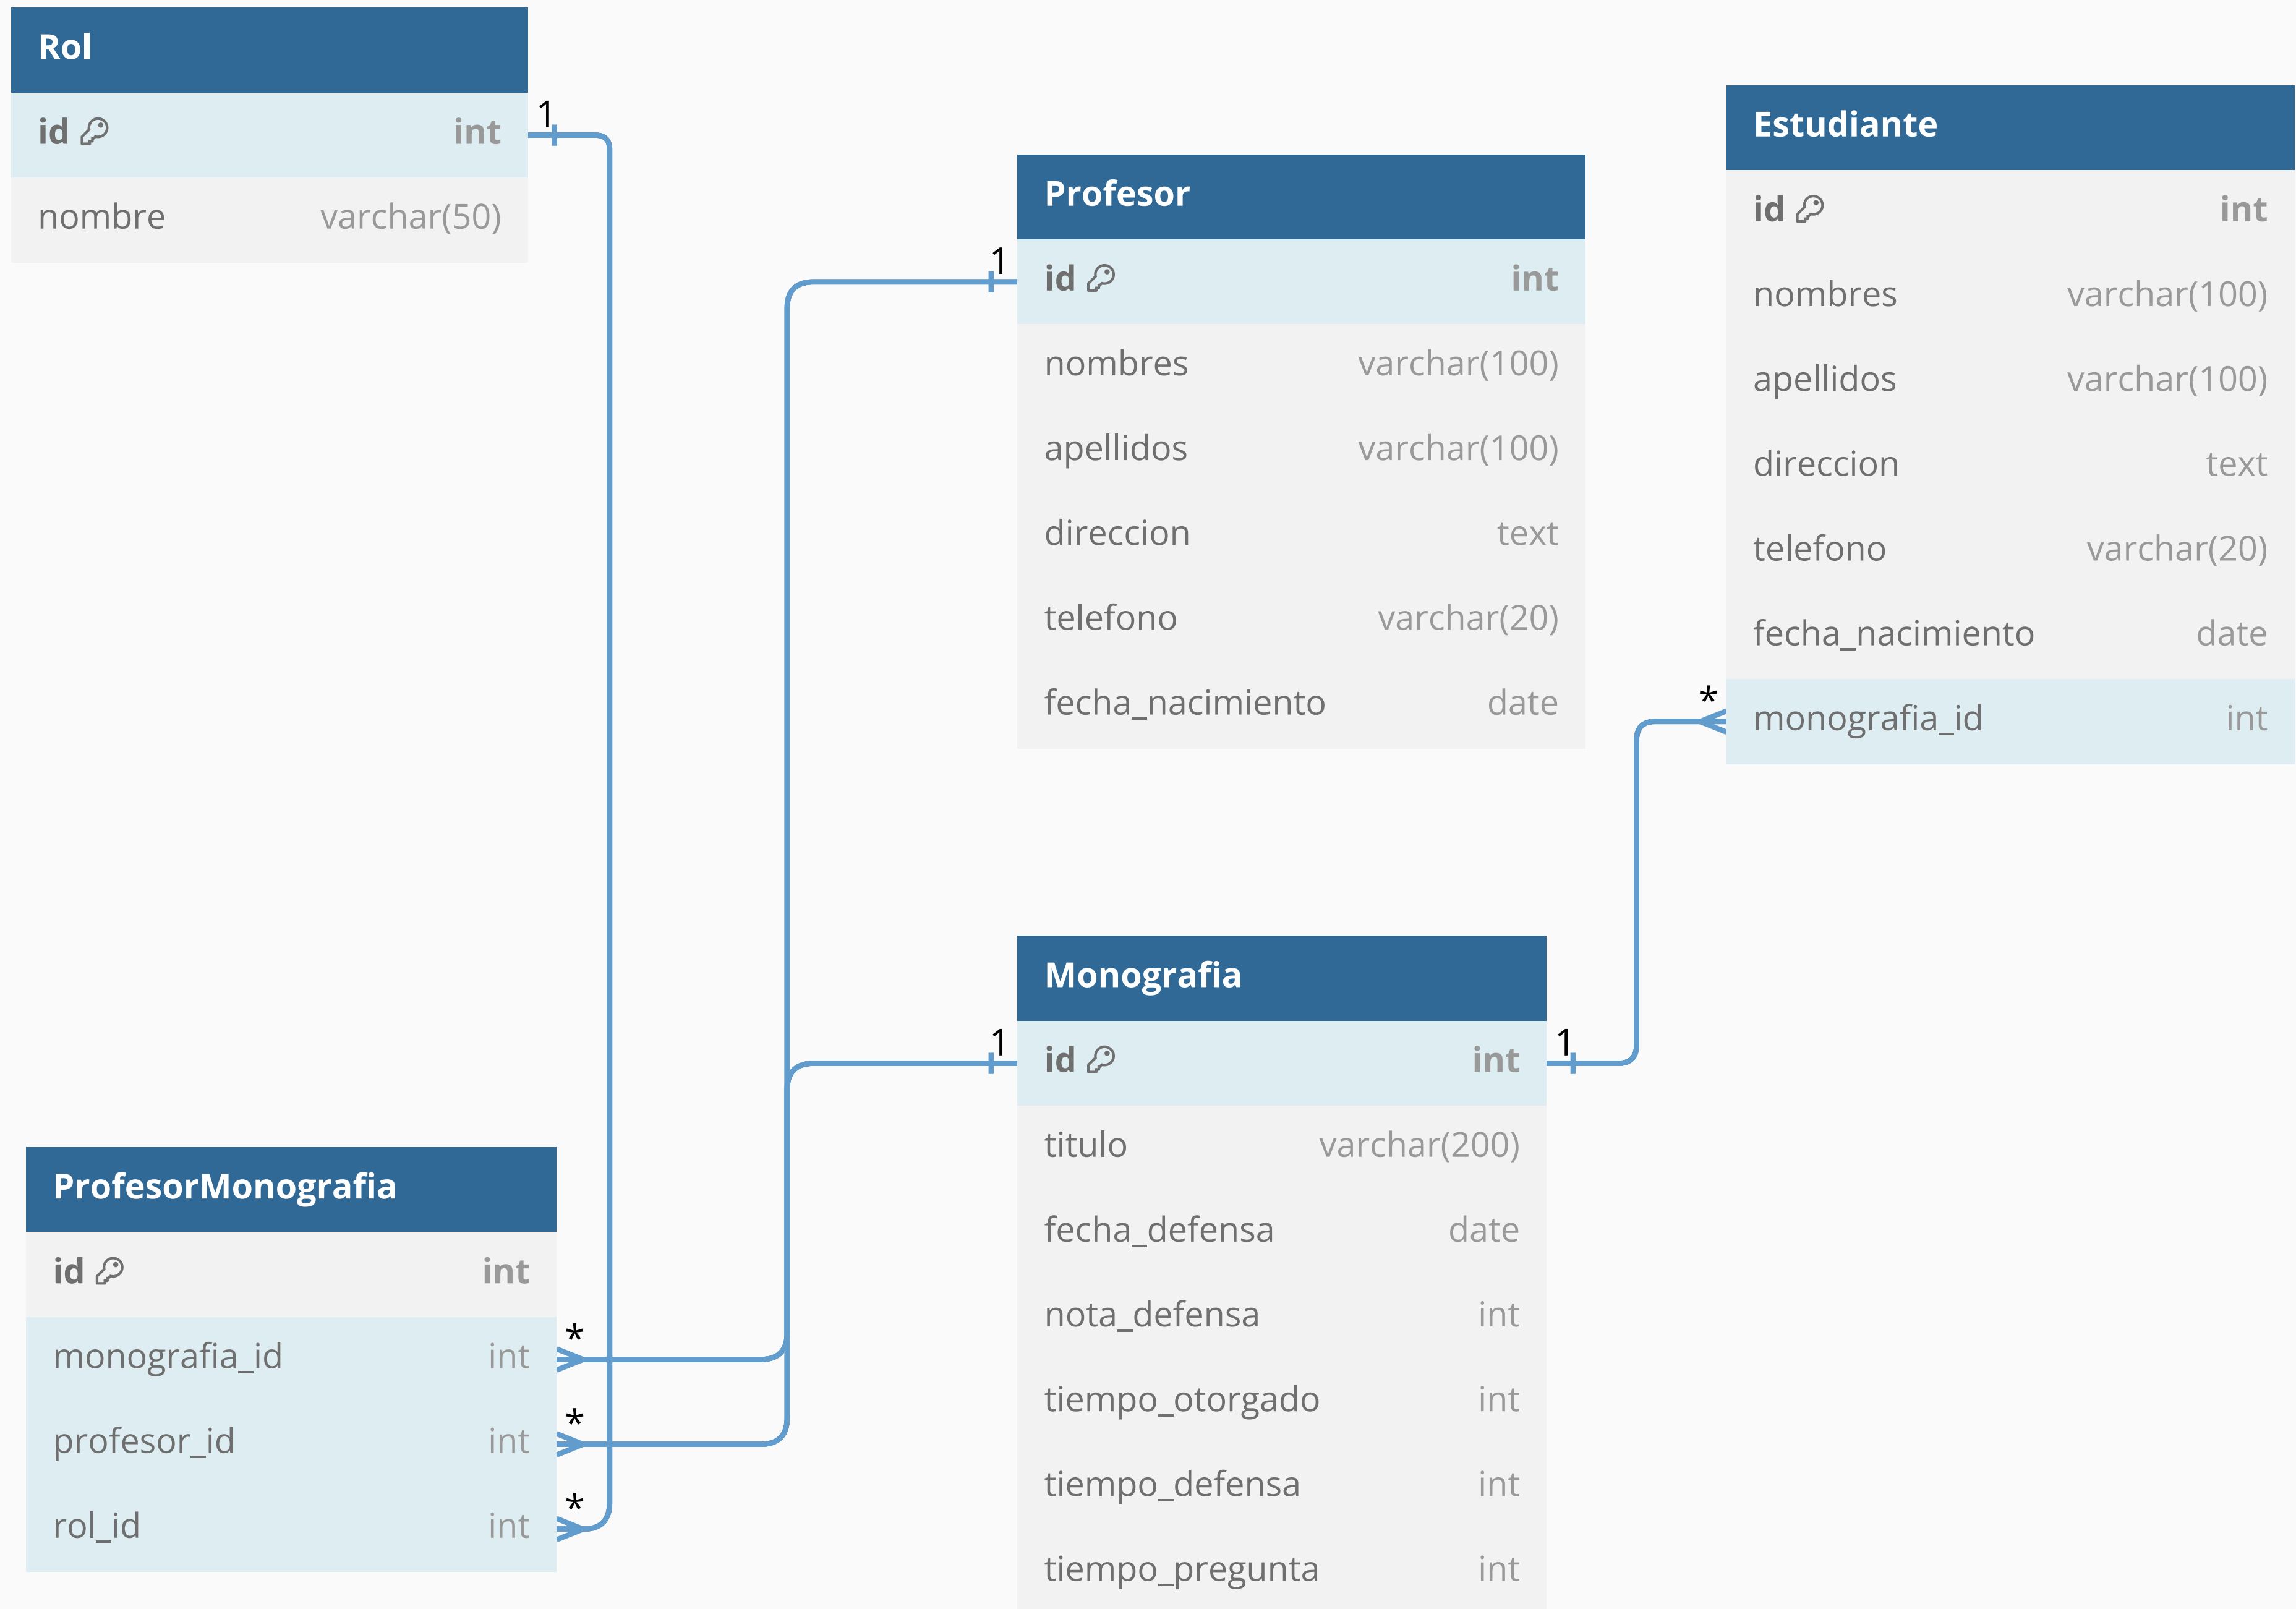 Rol
id int
nombre varchar(50)
1
Profesor
id int
nombres varchar(100)
apellidos varchar(100)
direccion text
telefono varchar(20)
fecha_nacimiento date
1
Estudiante
id int
nombres varchar(100)
apellidos varchar(100)
direccion text
telefono varchar(20)
fecha_nacimiento date
monografia_id int
*
Monografia
id int
titulo varchar(200)
fecha_defensa date
nota_defensa int
tiempo_otorgado int
tiempo_defensa int
tiempo_pregunta int
1
1
ProfesorMonografia
id int
monografia_id int
profesor_id int
rol_id int
*
*
*